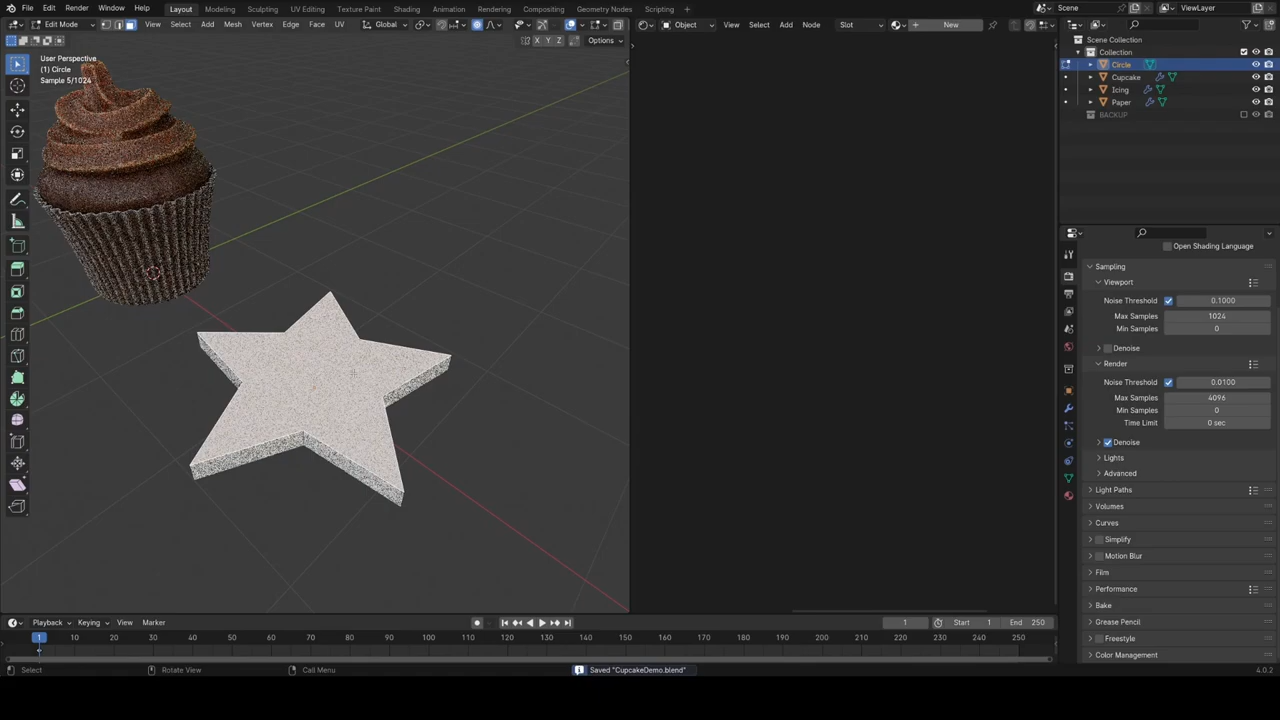 File Edit Render Window Help Layout Modeling Sculpting UV Editing Texture Paint Shading Animation Rendering Compositing Geometry Nodes Scripting Scene ViewLayer
Edit Mode View Select Add Mesh Vertex Edge Face UV Global Object View Select Add Node Slot New
X Y Z Options
Scene Collection
Collection
Circle
Cupcake
Icing
Paper
BACKUP
User Perspective
(1) Circle
Sample 5/1024
Open Shading Language
Sampling
Viewport
Noise Threshold 0.1000
Max Samples 1024
Min Samples 0
Denoise
Render
Noise Threshold 0.0100
Max Samples 4096
Min Samples 0
Time Limit 0 sec
Denoise
Lights
Advanced
Light Paths
Volumes
Curves
Simplify
Motion Blur
Film
Performance
Bake
Grease Pencil
Freestyle
Color Management
Playback Keying View Marker 1 Start 1 End 250
1 10 20 30 40 50 60 70 80 90 100 110 120 130 140 150 160 170 180 190 200 210 220 230 240 250
Select Rotate View Call Menu Saved "CupcakeDemo.blend" 4.0.2